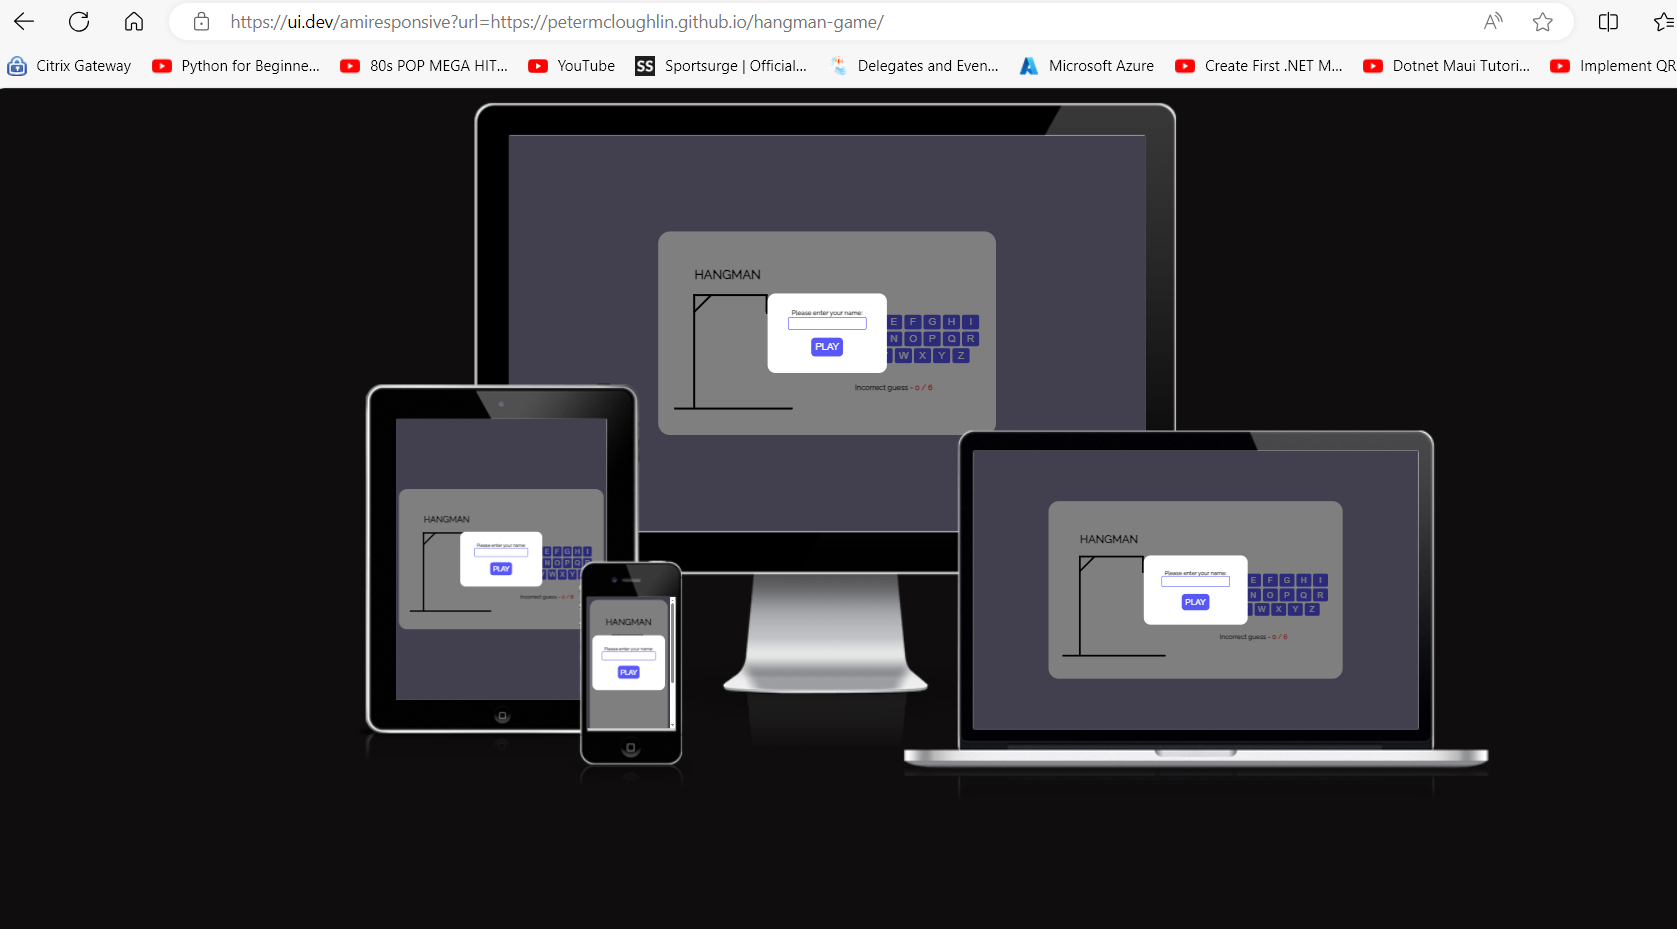 https://ui.dev/amiresponsive?url=https://petermcloughlin.github.io/hangman-game/
Citrix Gateway Python for Beginne... 80s POP MEGA HIT... YouTube SS Sportsurge | Official... Delegates and Even... Microsoft Azure Create First .NET M... Dotnet Maui Tutori... Implement QR
HANGMAN
Please enter your name:
PLAY
E F G H I
N O P Q R
W X Y Z
Incorrect guess - 0 / 6
HANGMAN
Please enter your name:
PLAY
E F G H I
N O P Q R
W X Y
Incorrect guess - 0 / 6
HANGMAN
Please enter your name:
PLAY
HANGMAN
Please enter your name:
PLAY
E F G H I
N O P Q R
W X Y Z
Incorrect guess - 0 / 6